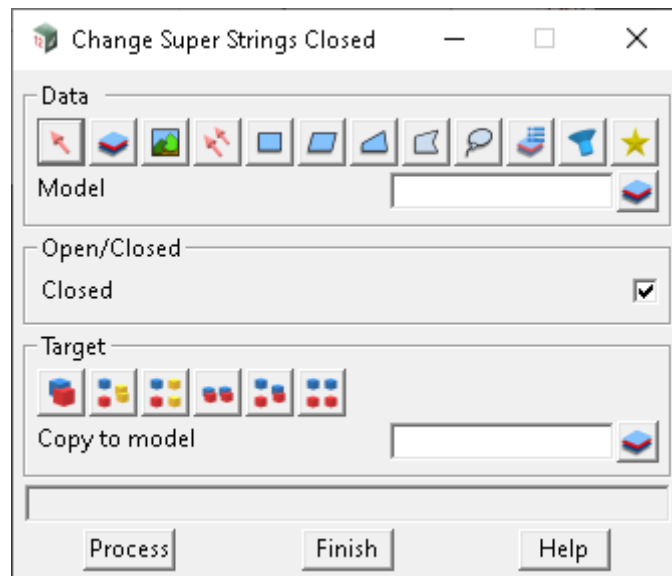 Change Super Strings Closed
Data
Model
Open/Closed
Closed
Target
Copy to model
Process Finish Help